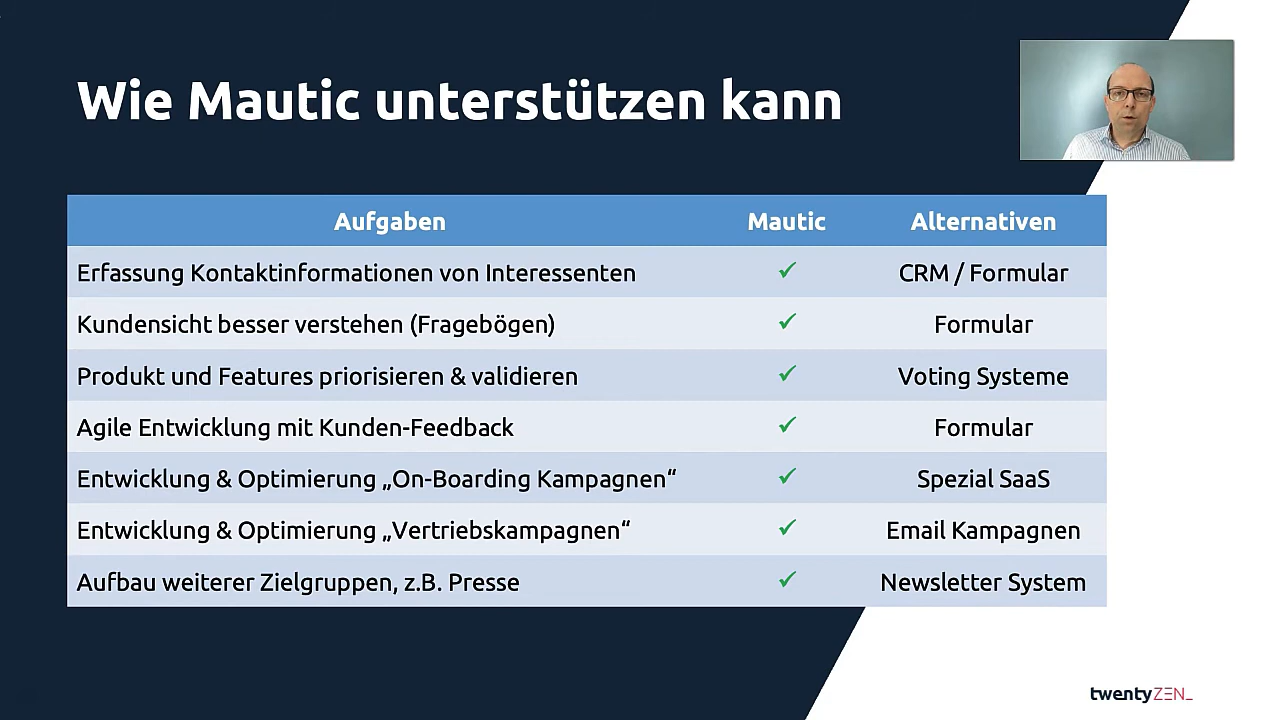 Wie Mautic unterstützen kann
Aufgaben Mautic Alternativen
Erfassung Kontaktinformationen von Interessenten ✓ CRM / Formular
Kundensicht besser verstehen (Fragebögen) ✓ Formular
Produkt und Features priorisieren & validieren ✓ Voting Systeme
Agile Entwicklung mit Kunden-Feedback ✓ Formular
Entwicklung & Optimierung „On-Boarding Kampagnen“ ✓ Spezial SaaS
Entwicklung & Optimierung „Vertriebskampagnen“ ✓ Email Kampagnen
Aufbau weiterer Zielgruppen, z.B. Presse ✓ Newsletter System
twentyZEN_